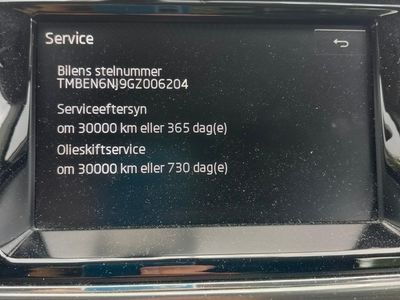 Service
Bilens stelnummer
TMBEN6NJ9GZ006204
Serviceeftersyn
om 30000 km eller 365 dag(e)
Olieskiftservice
om 30000 km eller 730 dag(e)